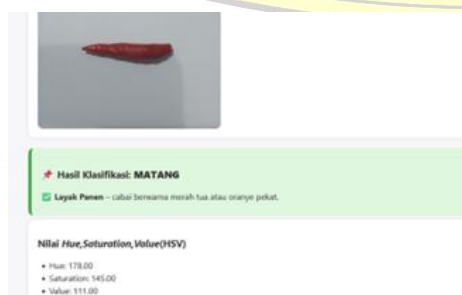 📌 Hasil Klasifikasi: MATANG
✅ Layak Panen – cabai berwarna merah tua atau oranye pekat.
Nilai Hue,Saturation,Value(HSV)
• Hue: 178.00
• Saturation: 145.00
• Value: 111.00